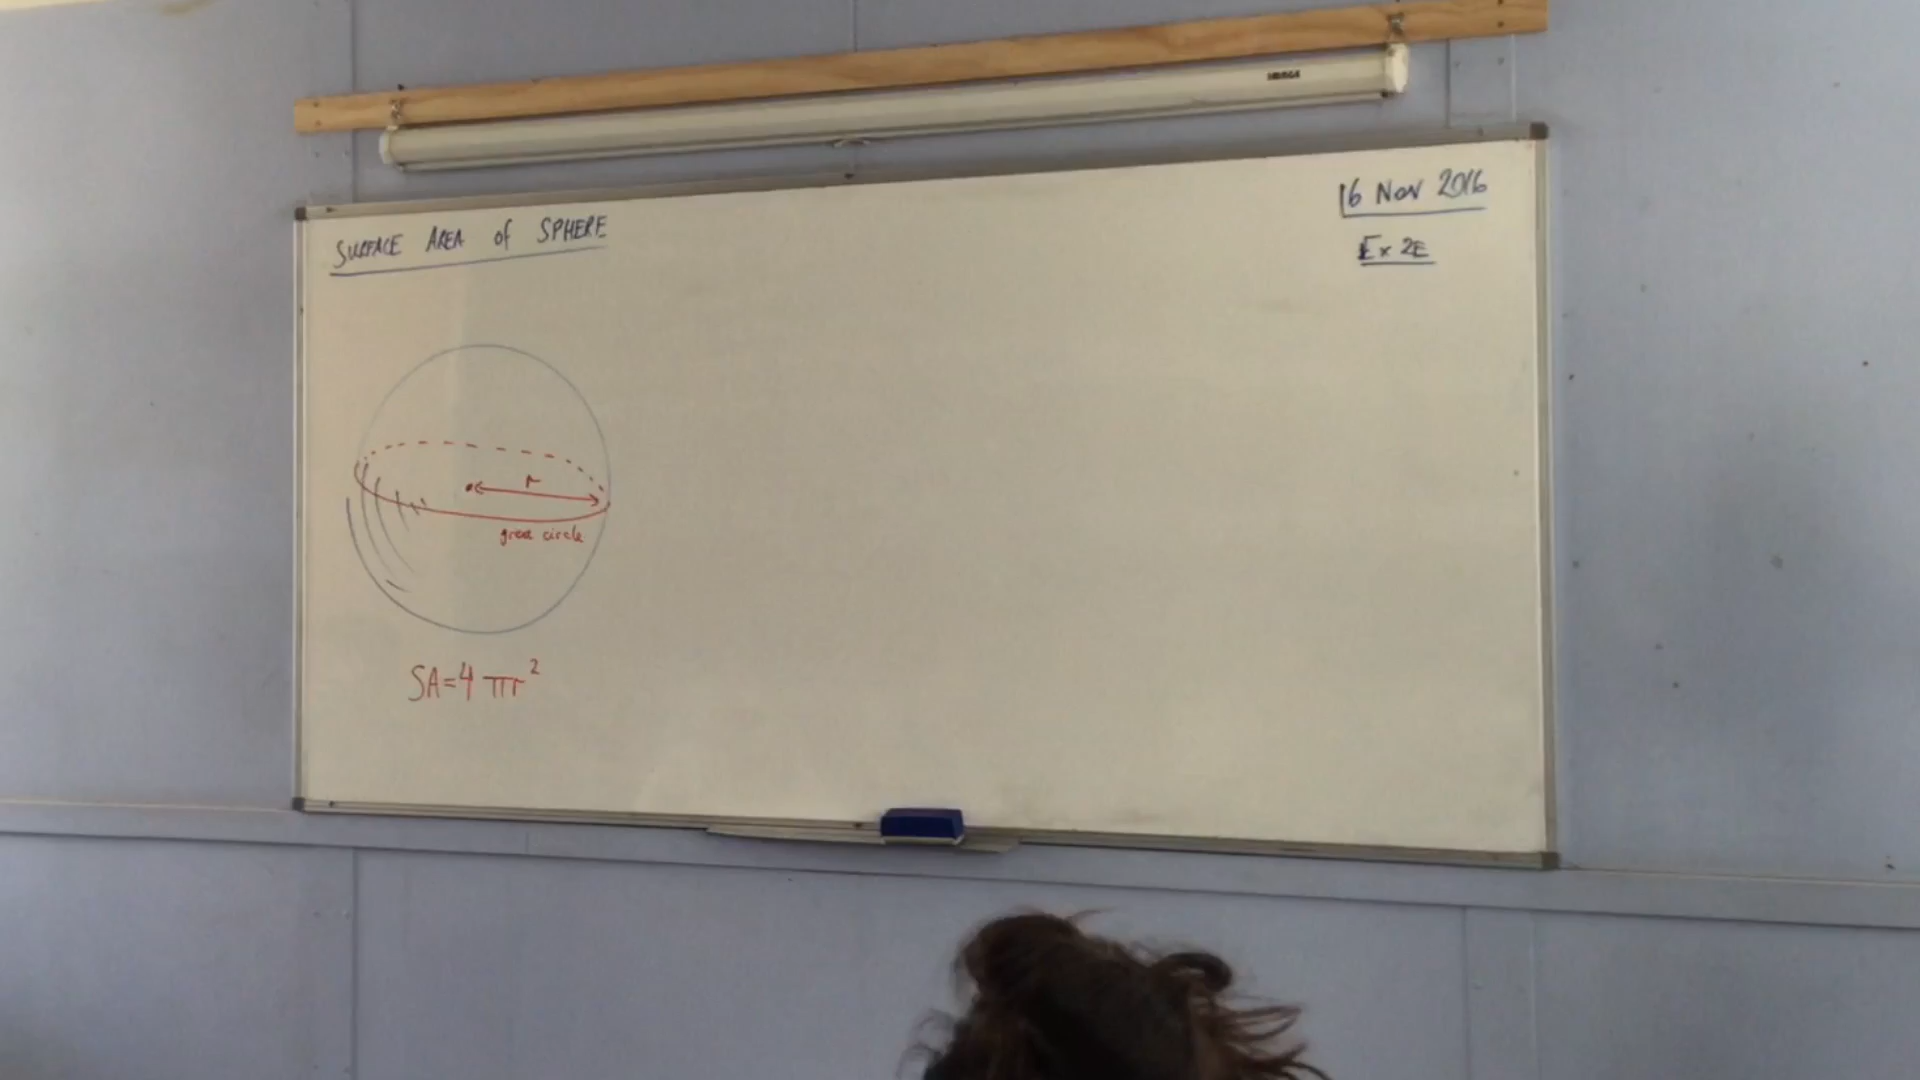 SURFACE AREA of SPHERE
16 Nov 2016
Ex 2E
r
great circle
SA=4πr²